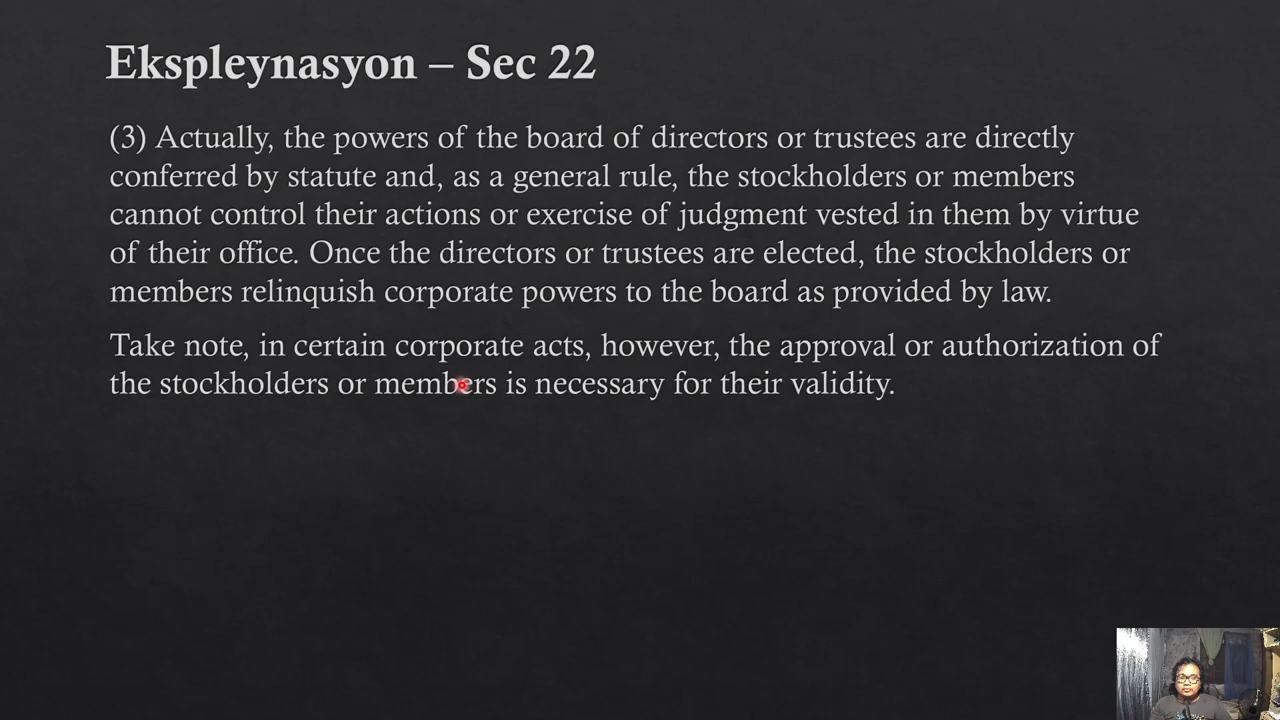 Ekspleynasyon – Sec 22
(3) Actually, the powers of the board of directors or trustees are directly
conferred by statute and, as a general rule, the stockholders or members
cannot control their actions or exercise of judgment vested in them by virtue
of their office. Once the directors or trustees are elected, the stockholders or
members relinquish corporate powers to the board as provided by law.
Take note, in certain corporate acts, however, the approval or authorization of
the stockholders or members is necessary for their validity.